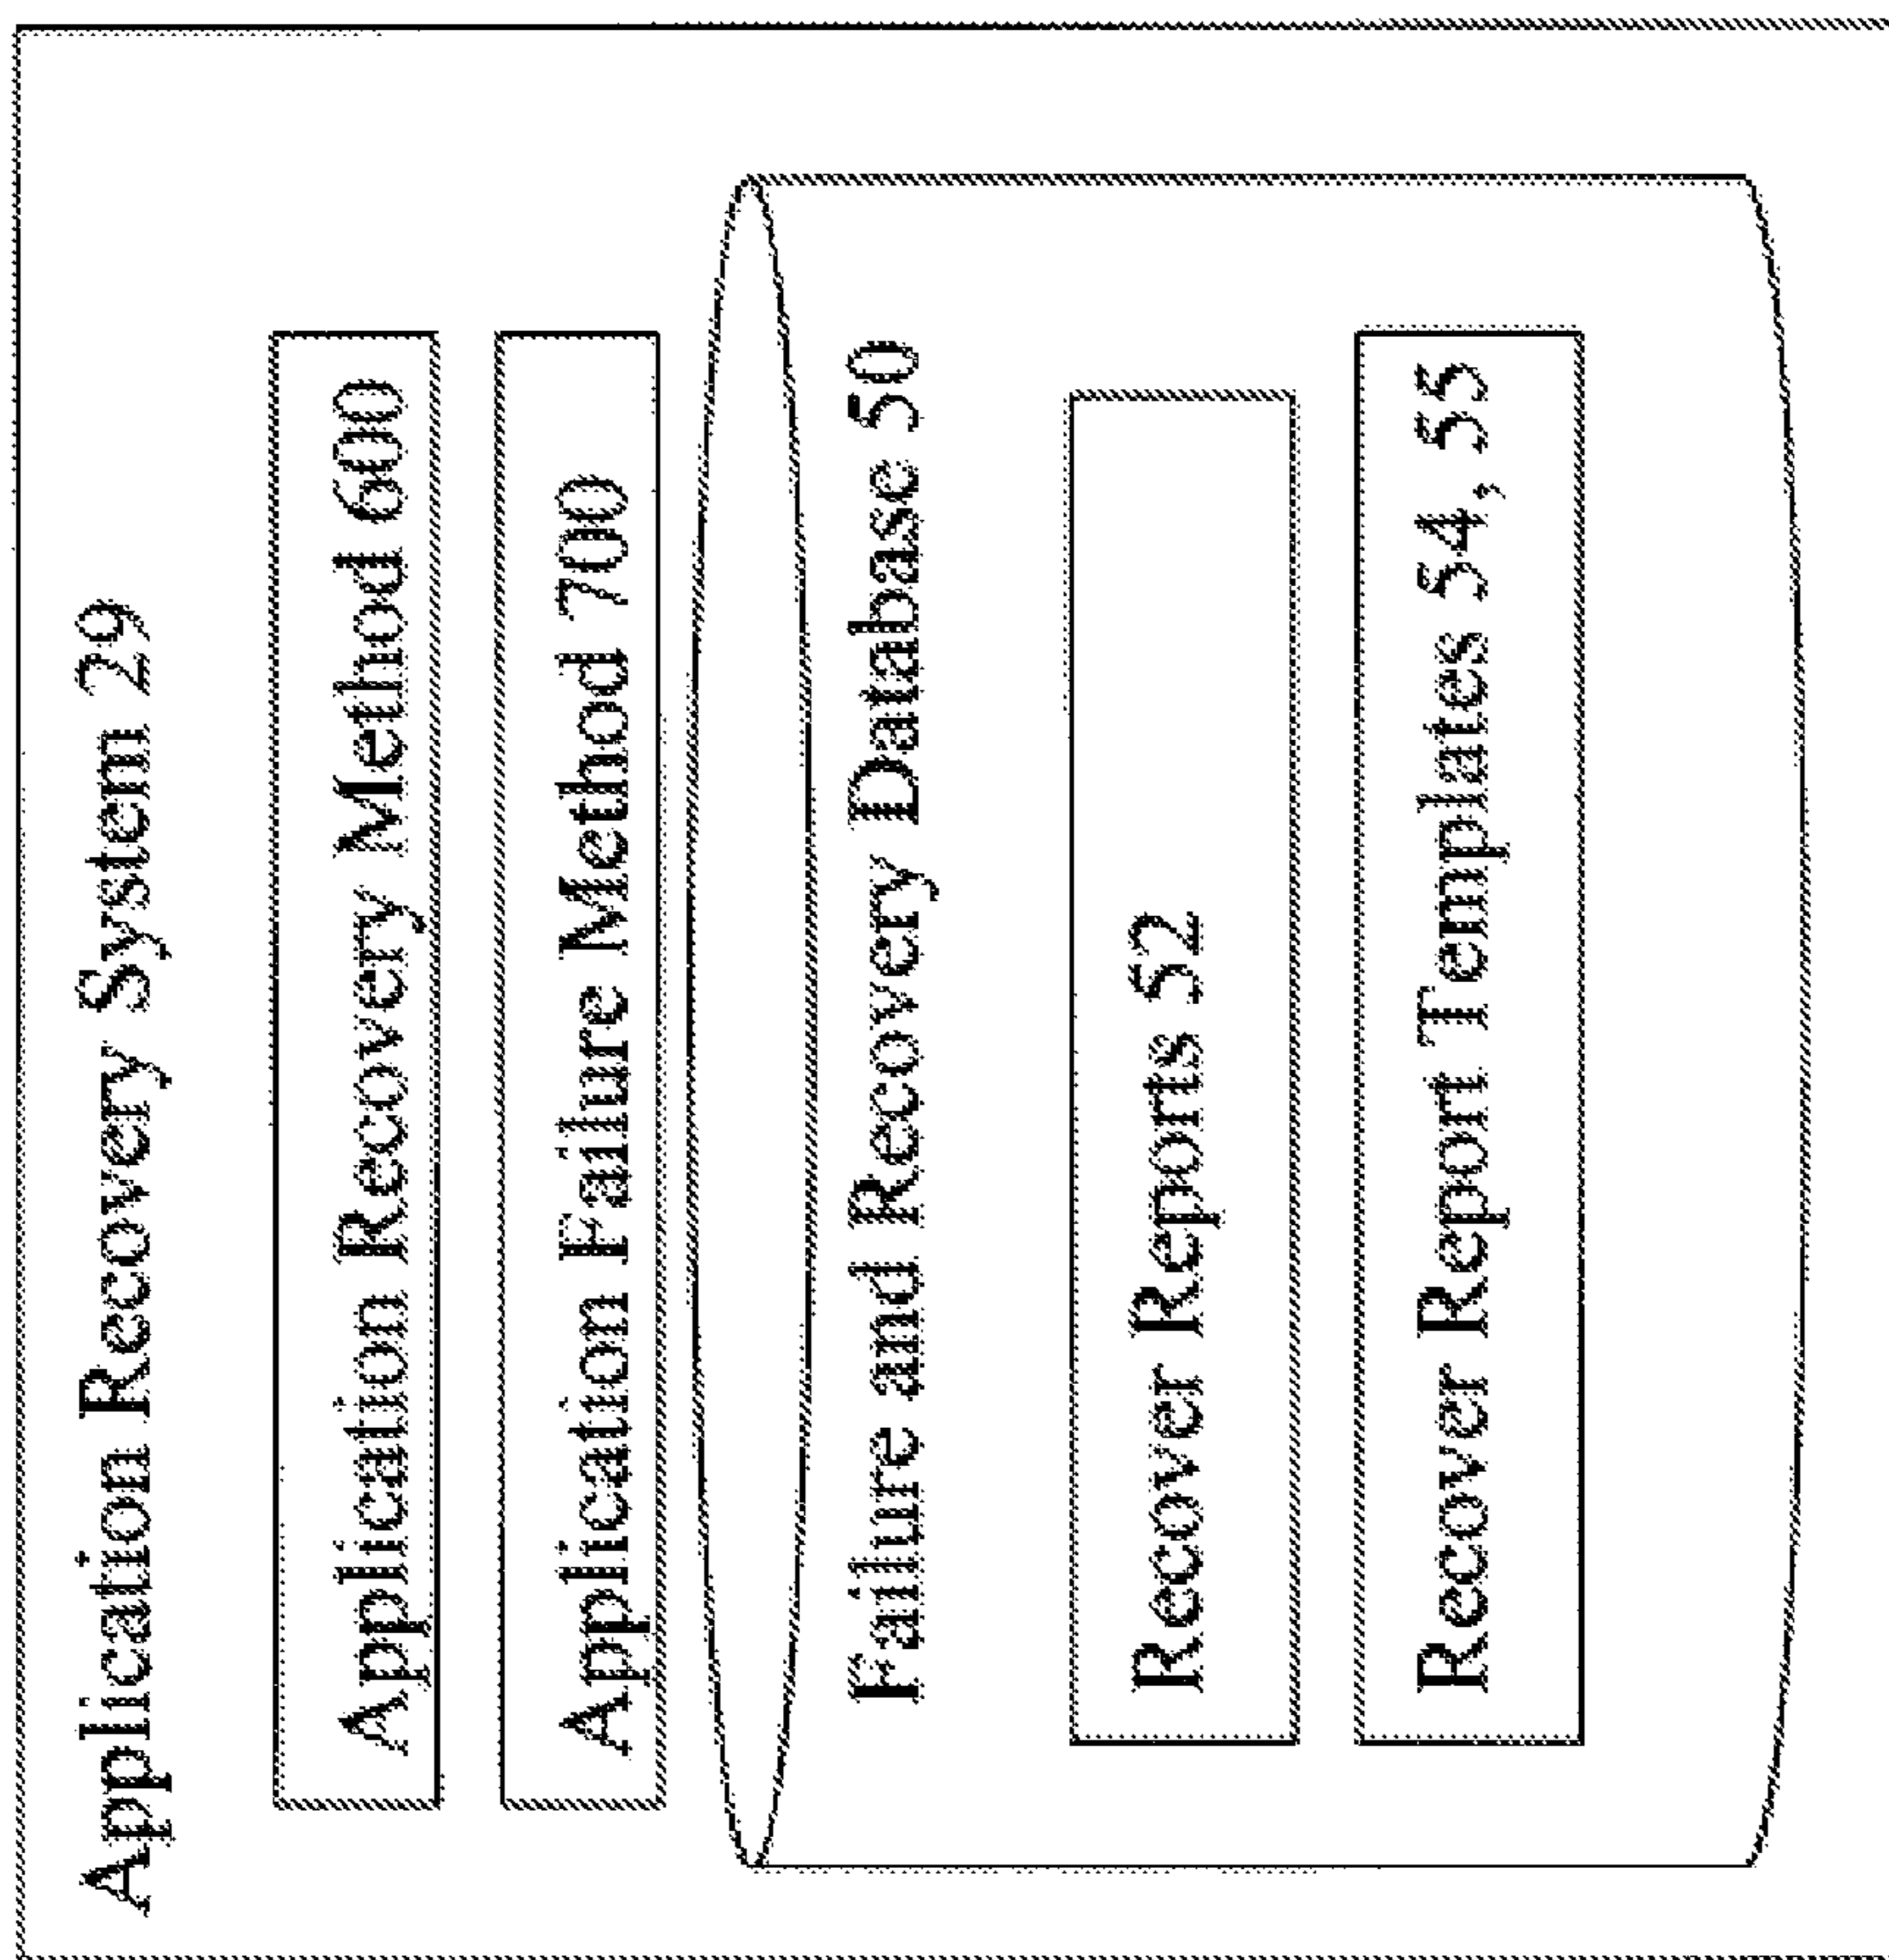 Application Recovery System 29
Application Recovery Method 600
Application Failure Method 700
Failure and Recovery Database 50
Recover Reports 52
Recover Report Templates 54, 55